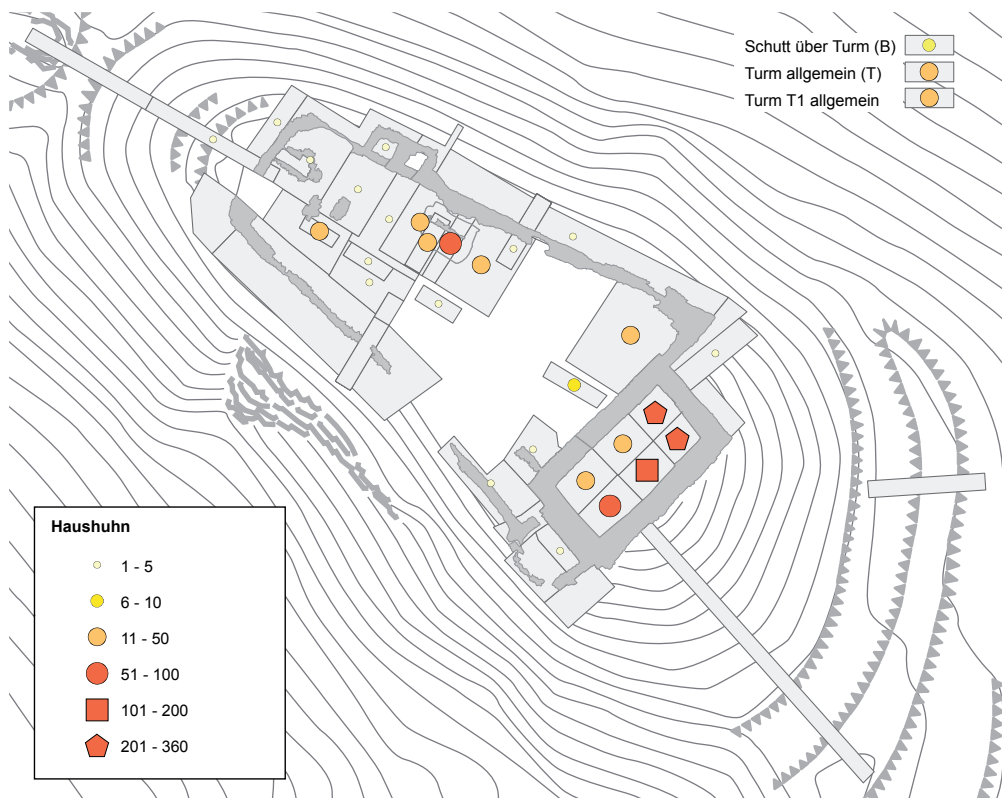 Schutt über Turm (B)
Turm allgemein (T)
Turm T1 allgemein
Haushuhn
1 - 5
6 - 10
11 - 50
51 - 100
101 - 200
201 - 360